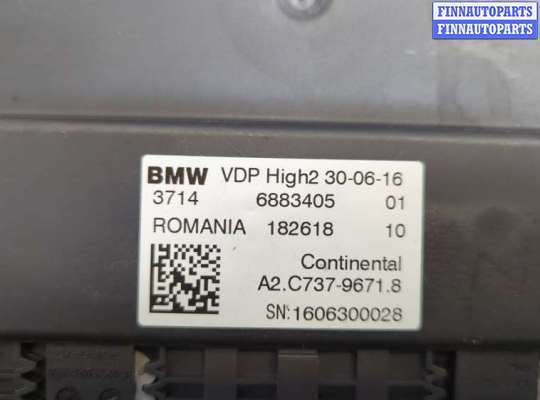 FINNAUTOPARTS
FINNAUTOPARTS
BMW VDP High2 30-06-16
3714 6883405 01
ROMANIA 182618 10
Continental
A2.C737-9671.8
SN:1606300028